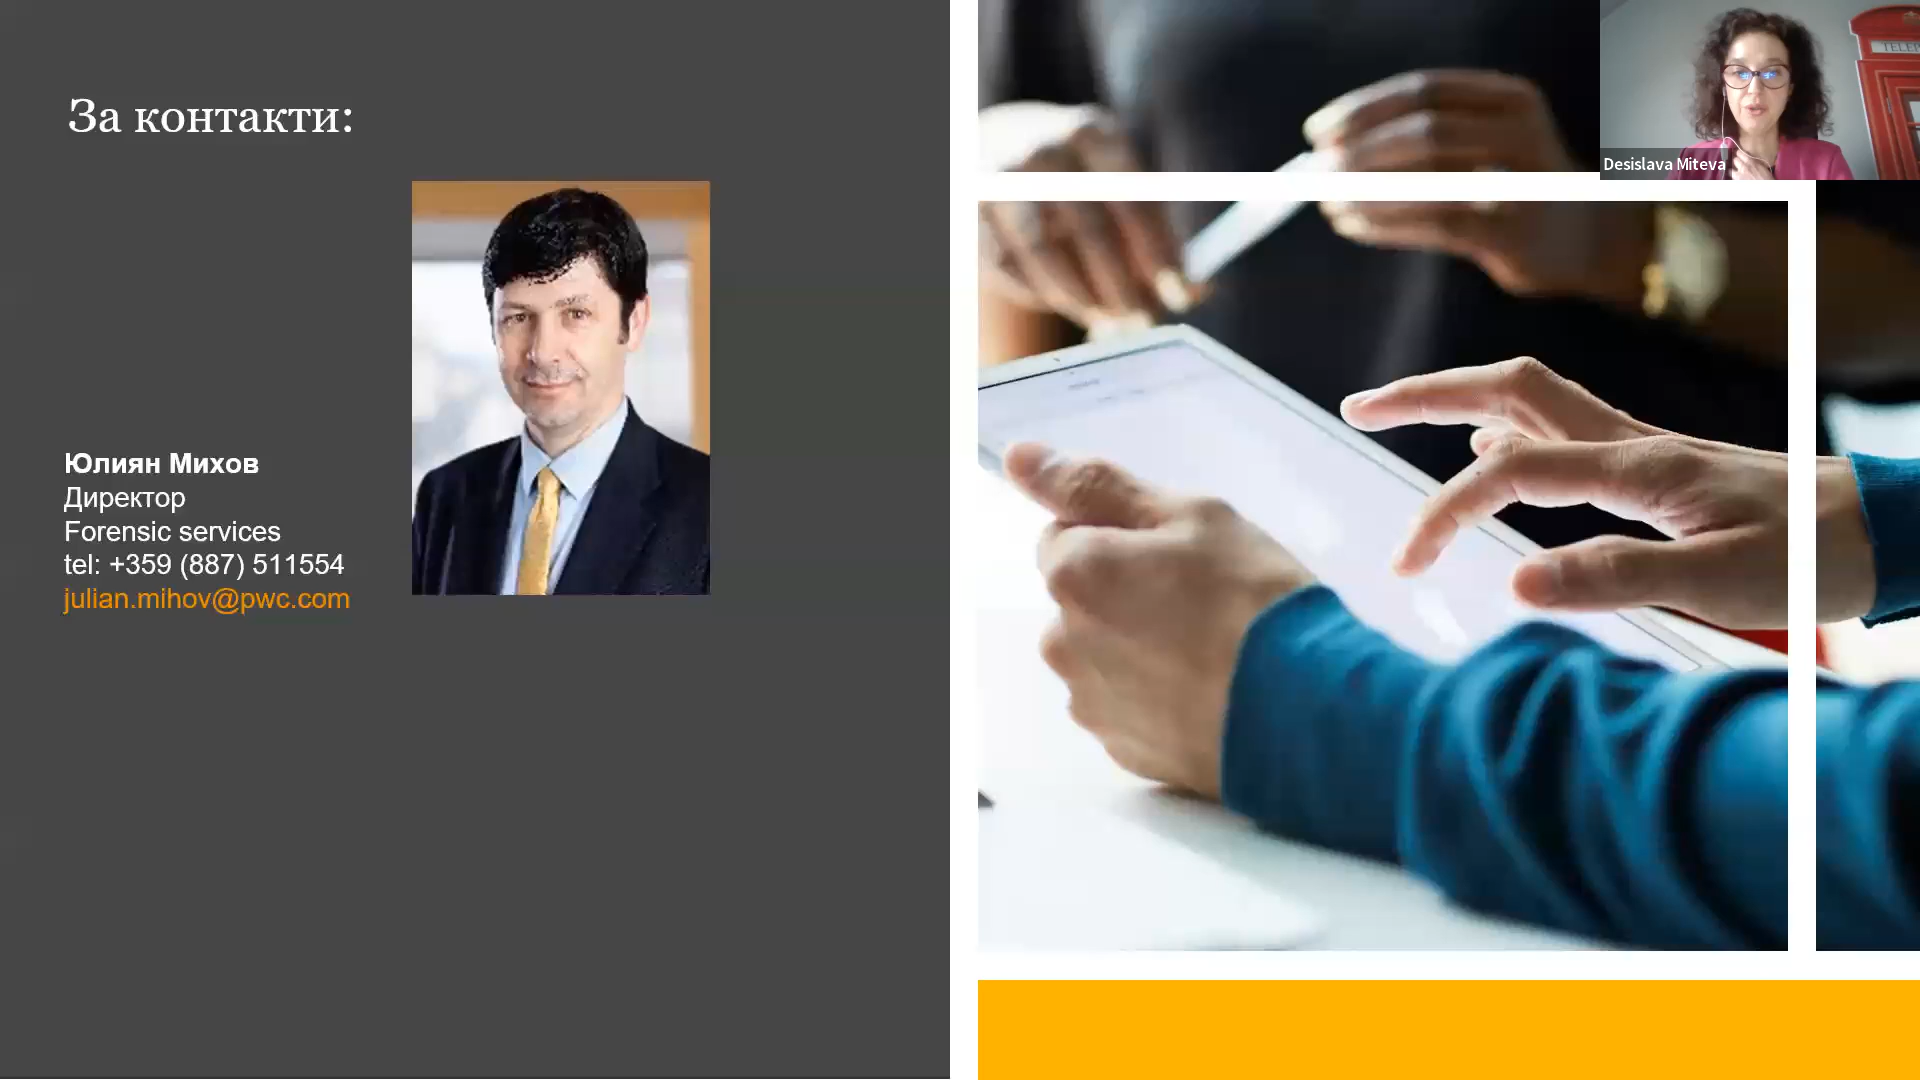 За контакти:
Юлиян Михов
Директор
Forensic services
tel: +359 (887) 511554
julian.mihov@pwc.com
Desislava Miteva